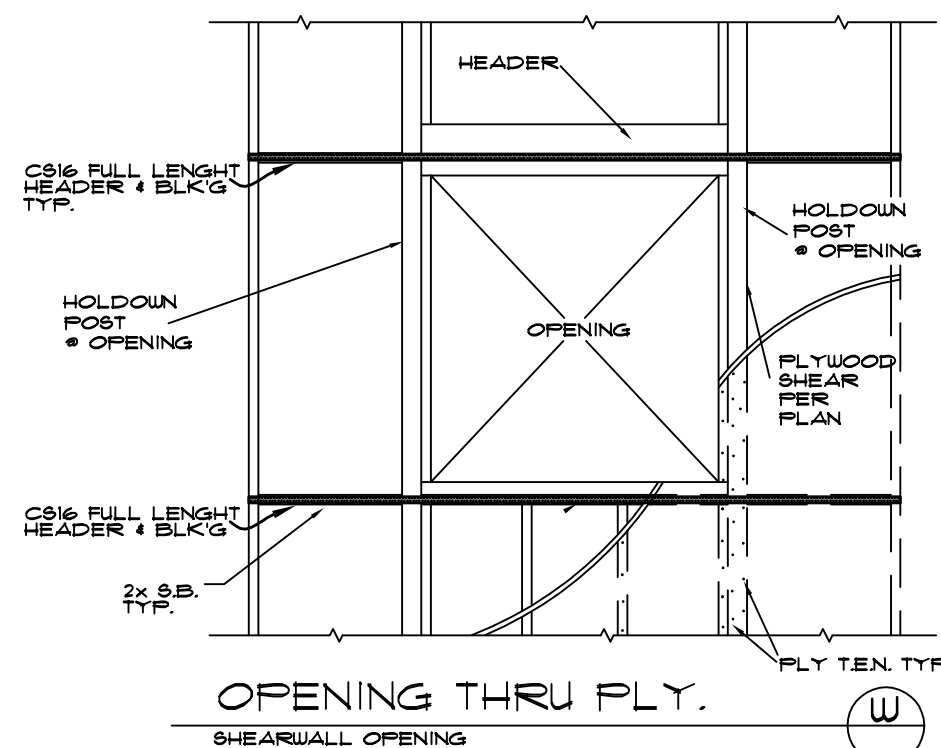 HEADER
CS16 FULL LENGHT
HEADER & BLK'G
TYP.
HOLDOWN
POST
@ OPENING
HOLDOWN
POST
@ OPENING
OPENING
PLYWOOD
SHEAR
PER
PLAN
CS16 FULL LENGHT
HEADER & BLK'G
2x S.B.
TYP.
PLY T.E.N. TYP
OPENING THRU PLY.
W
SHEARWALL OPENING